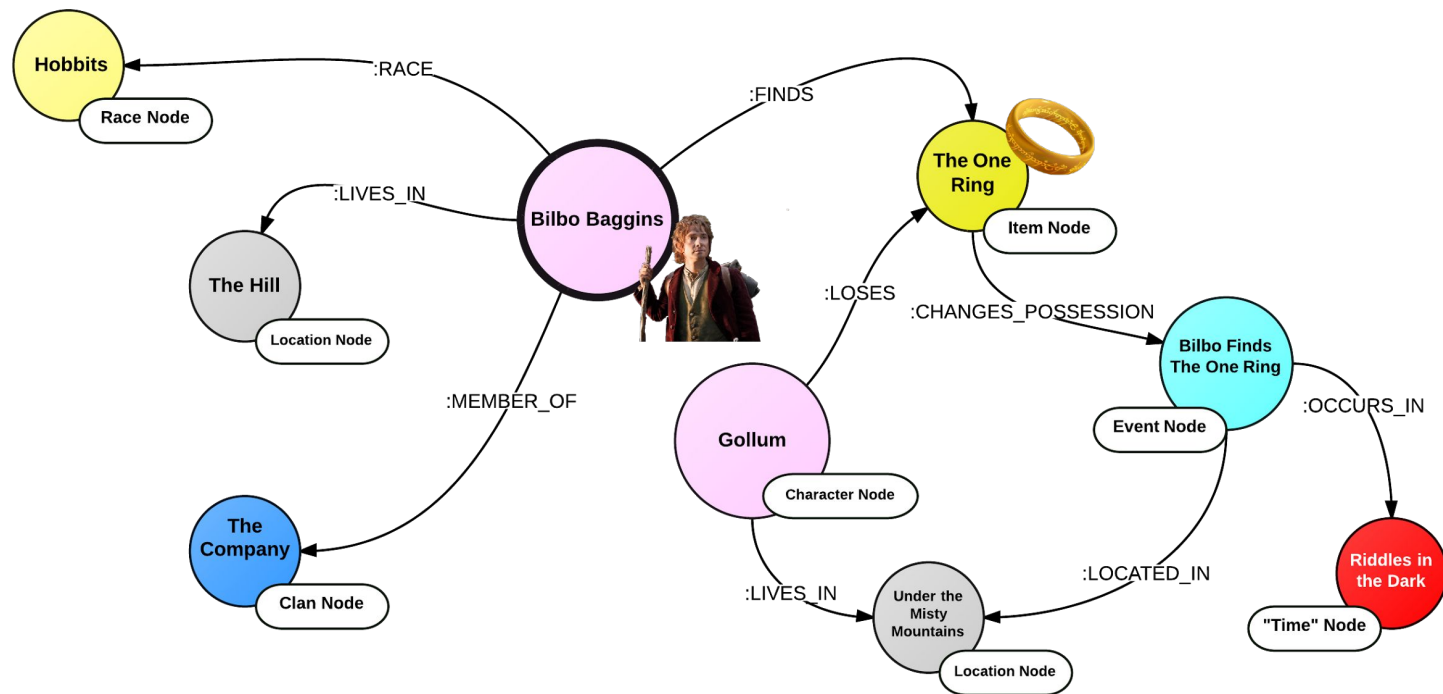 Hobbits
Race Node
:RACE
:FINDS
The One
Ring
Item Node
:LIVES_IN
Bilbo Baggins
The Hill
Location Node
:LOSES
:CHANGES_POSSESSION
Bilbo Finds
The One Ring
Event Node
:MEMBER_OF
:OCCURS_IN
Gollum
Character Node
The
Company
Clan Node
:LIVES_IN
:LOCATED_IN
Under the
Misty
Mountains
Location Node
Riddles in
the Dark
"Time" Node